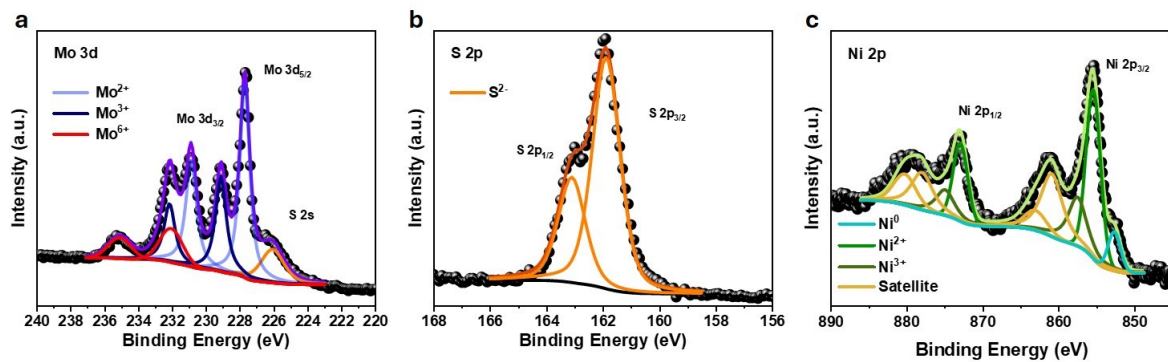 a
Mo 3d
Mo²⁺
Mo³⁺
Mo⁶⁺
Mo 3d₃/₂
Mo 3d₅/₂
S 2s
Intensity (a.u.)
240 238 236 234 232 230 228 226 224 222 220
Binding Energy (eV)
b
S 2p
S²⁻
S 2p₁/₂
S 2p₃/₂
Intensity (a.u.)
168 166 164 162 160 158 156
Binding Energy (eV)
c
Ni 2p
Ni 2p₁/₂
Ni 2p₃/₂
Ni⁰
Ni²⁺
Ni³⁺
Satellite
Intensity (a.u.)
890 880 870 860 850
Binding Energy (eV)